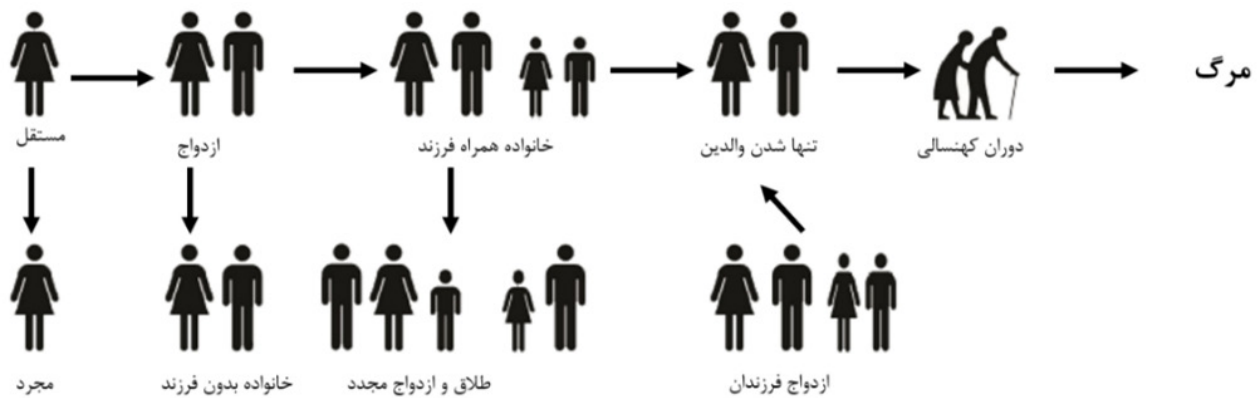 مستقل
ازدواج
خانواده همراه فرزند
تنها شدن والدین
دوران کهنسالی
مرگ
مجرد
خانواده بدون فرزند
طلاق و ازدواج مجدد
ازدواج فرزندان